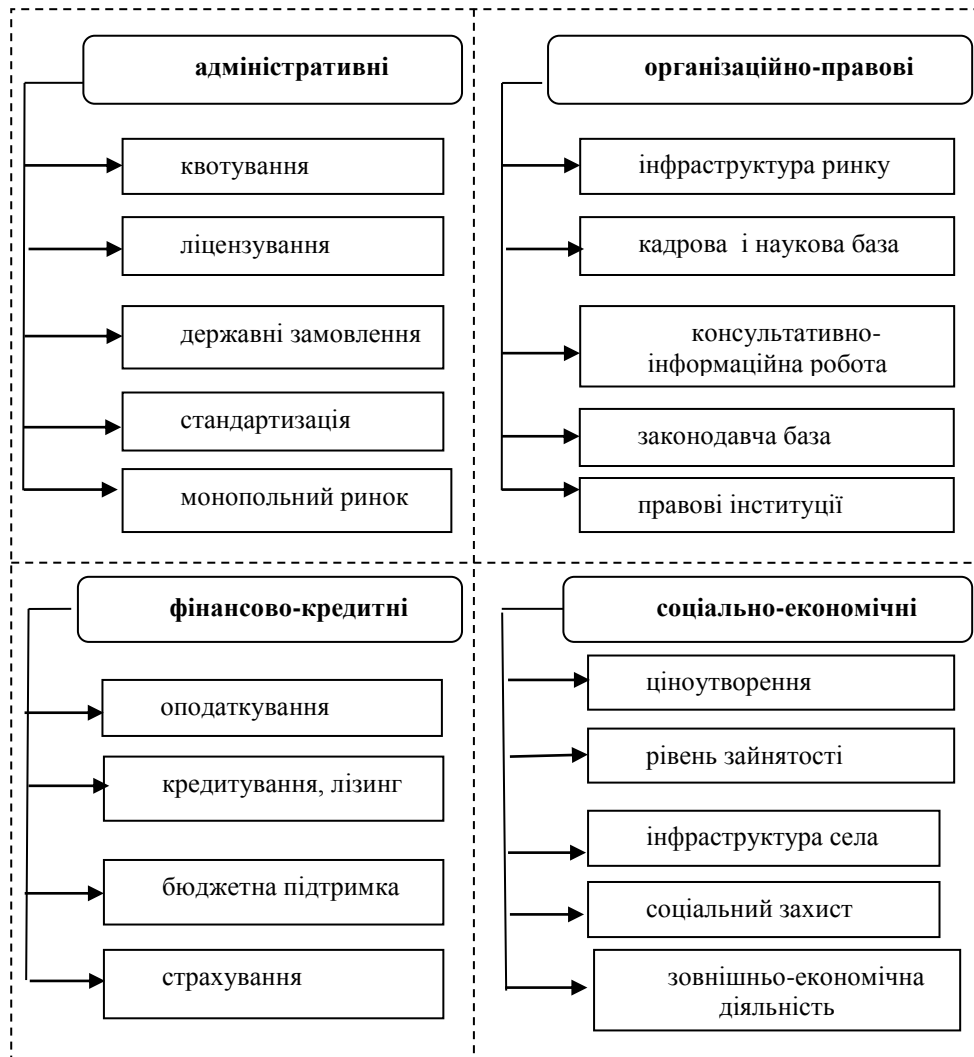 адміністративні
квотування
ліцензування
державні замовлення
стандартизація
монопольний ринок
організаційно-правові
інфраструктура ринку
кадрова і наукова база
консультативно-
інформаційна робота
законодавча база
правові інституції
фінансово-кредитні
оподаткування
кредитування, лізинг
бюджетна підтримка
страхування
соціально-економічні
ціноутворення
рівень зайнятості
інфраструктура села
соціальний захист
зовнішньо-економічна
діяльність